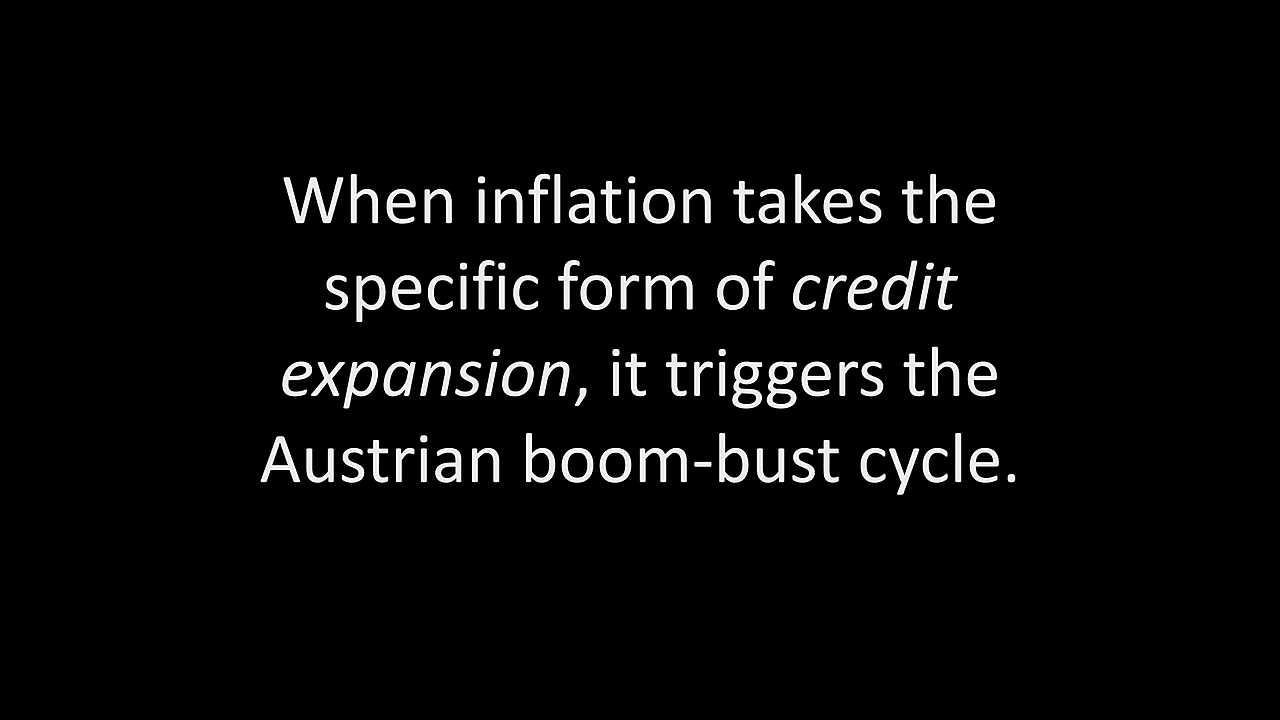 When inflation takes the
specific form of credit
expansion, it triggers the
Austrian boom-bust cycle.